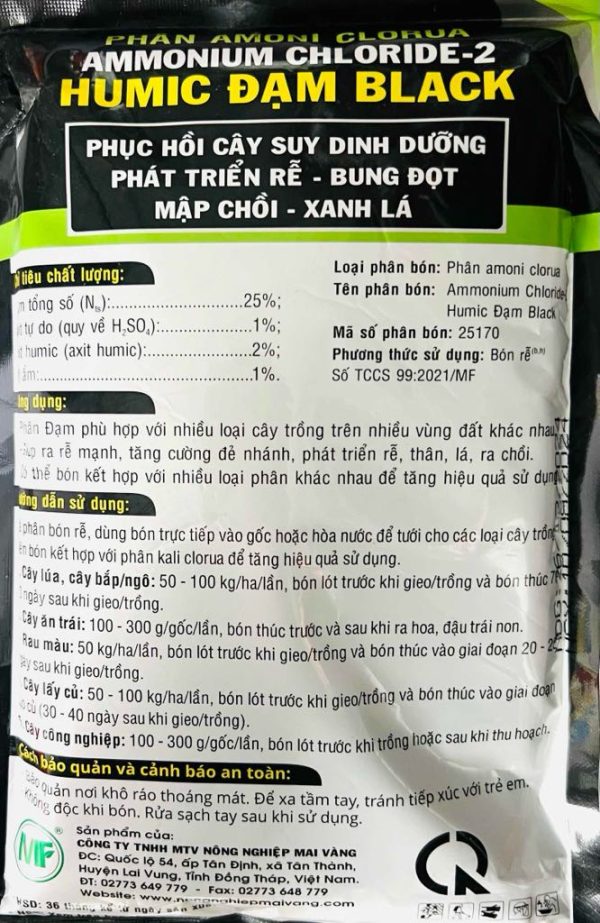 PHÂN AMONI CLORUA
AMMONIUM CHLORIDE-2
HUMIC ĐẠM BLACK
PHỤC HỒI CÂY SUY DINH DƯỠNG
PHÁT TRIỂN RỄ - BUNG ĐỌT
MẬP CHỒI - XANH LÁ
tiêu chất lượng:
tổng số (Nts):.......................25%;
tự do (quy về H₂SO₄):...............1%;
humic (axit humic):..................2%;
ẩm:....................................1%.
Loại phân bón: Phân amoni clorua
Tên phân bón: Ammonium Chloride-
Humic Đạm Black
Mã số phân bón: 25170
Phương thức sử dụng: Bón rễ(b,h)
Số TCCS 99:2021/MF
dụng:
Phân Đạm phù hợp với nhiều loại cây trồng trên nhiều vùng đất khác nhau
ra rễ mạnh, tăng cường đẻ nhánh, phát triển rễ, thân, lá, ra chồi.
thể bón kết hợp với nhiều loại phân khác nhau để tăng hiệu quả sử dụng
dẫn sử dụng:
phân bón rễ, dùng bón trực tiếp vào gốc hoặc hòa nước để tưới cho các loại cây trồng
bón kết hợp với phân kali clorua để tăng hiệu quả sử dụng.
Cây lúa, cây bắp/ngô: 50 - 100 kg/ha/lần, bón lót trước khi gieo/trồng và bón thúc
ngày sau khi gieo/trồng.
Cây ăn trái: 100 - 300 g/gốc/lần, bón thúc trước và sau khi ra hoa, đậu trái non.
Rau màu: 50 kg/ha/lần, bón lót trước khi gieo/trồng và bón thúc vào giai đoạn 20 -
sau khi gieo/trồng.
Cây lấy củ: 50 - 100 kg/ha/lần, bón lót trước khi gieo/trồng và bón thúc vào giai đoạn
củ (30 - 40 ngày sau khi gieo/trồng).
Cây công nghiệp: 100 - 300 g/gốc/lần, bón lót trước khi trồng hoặc sau khi thu hoạch.
Cách bảo quản và cảnh báo an toàn:
Bảo quản nơi khô ráo thoáng mát. Để xa tầm tay, tránh tiếp xúc với trẻ em.
Không độc khi bón. Rửa sạch tay sau khi sử dụng.
MF®
Sản phẩm của:
CÔNG TY TNHH MTV NÔNG NGHIỆP MAI VÀNG
ĐC: Quốc lộ 54, ấp Tân Định, xã Tân Thành,
Huyện Lai Vung, Tỉnh Đồng Tháp, Việt Nam.
ĐT: 02773 649 779 - Fax: 02773 648 779
Website: www.nongnghiepmaivang.com
HSD: 36 tháng kể từ ngày sản xuất
CR